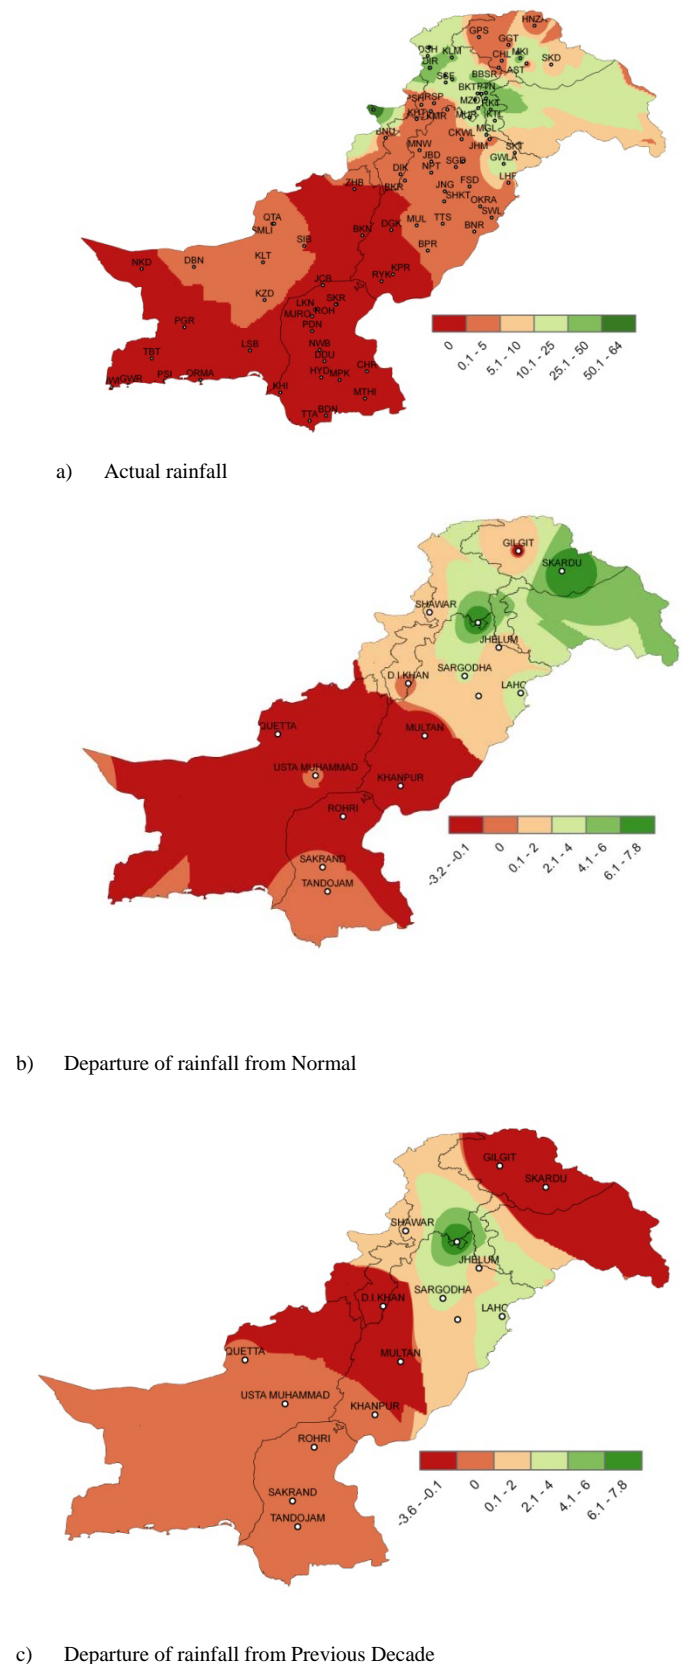 HNZA
GPS
GGT
DSH KLM
CHL MKI
DIR
AST SKD
BBSR
BKT PTN
MZD RKT
KTL
BNU
CKWL MGL
MNW JHM SKT
JBD GWLA
DIK NPT SGD
ZHB BKR JNG FSD LHR
SHKT
OKRA
QTA SWL
SMLI DGK MUL TTS
SIB BKN BNR
NKD DBN KLT BPR
JCB RYK KPR
KZD LKN SKR
MJRO ROH
PGR PDN
LSB NWB
TBT DDU
HYD CHR
GWR PSI ORMA MPK
KHI MTHI
TTA BDN
0
0.1 - 5
5.1 - 10
10.1 - 25
25.1 - 50
50.1 - 64
a) Actual rainfall
GILGIT
SKARDU
SHAWAR
JHELUM
SARGODHA
D.I.KHAN LAHO
QUETTA MULTAN
USTA MUHAMMAD
KHANPUR
ROHRI
SAKRAND
TANDOJAM
-3.2 - -0.1
0
0.1 - 2
2.1 - 4
4.1 - 6
6.1 - 7.8
b) Departure of rainfall from Normal
GILGIT
SKARDU
SHAWAR
JHELUM
D.I.KHAN SARGODHA
LAHO
QUETTA MULTAN
USTA MUHAMMAD
KHANPUR
ROHRI
SAKRAND
TANDOJAM
-3.6 - -0.1
0
0.1 - 2
2.1 - 4
4.1 - 6
6.1 - 7.8
c) Departure of rainfall from Previous Decade